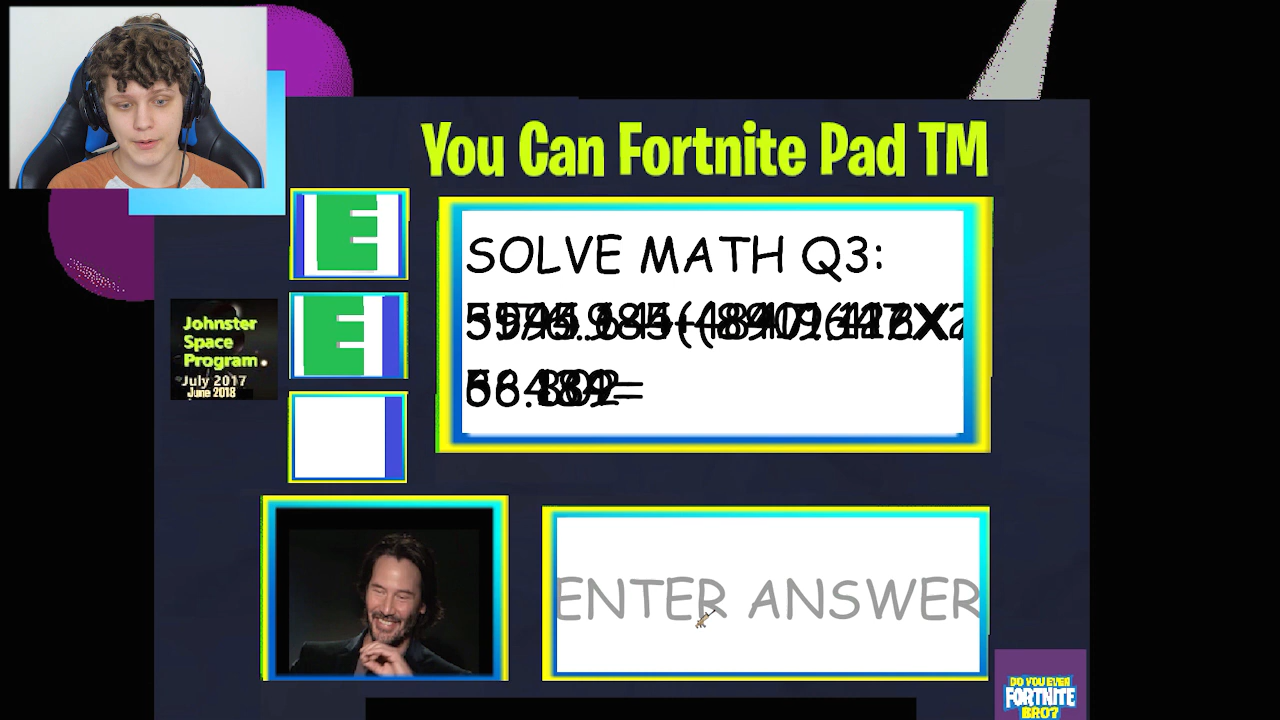 You Can Fortnite Pad TM
E
SOLVE MATH Q3:
E
Johnster
Space
Program
July 2017
June 2018
ENTER ANSWER
DO YOU EVER
FORTNITE
BRO?